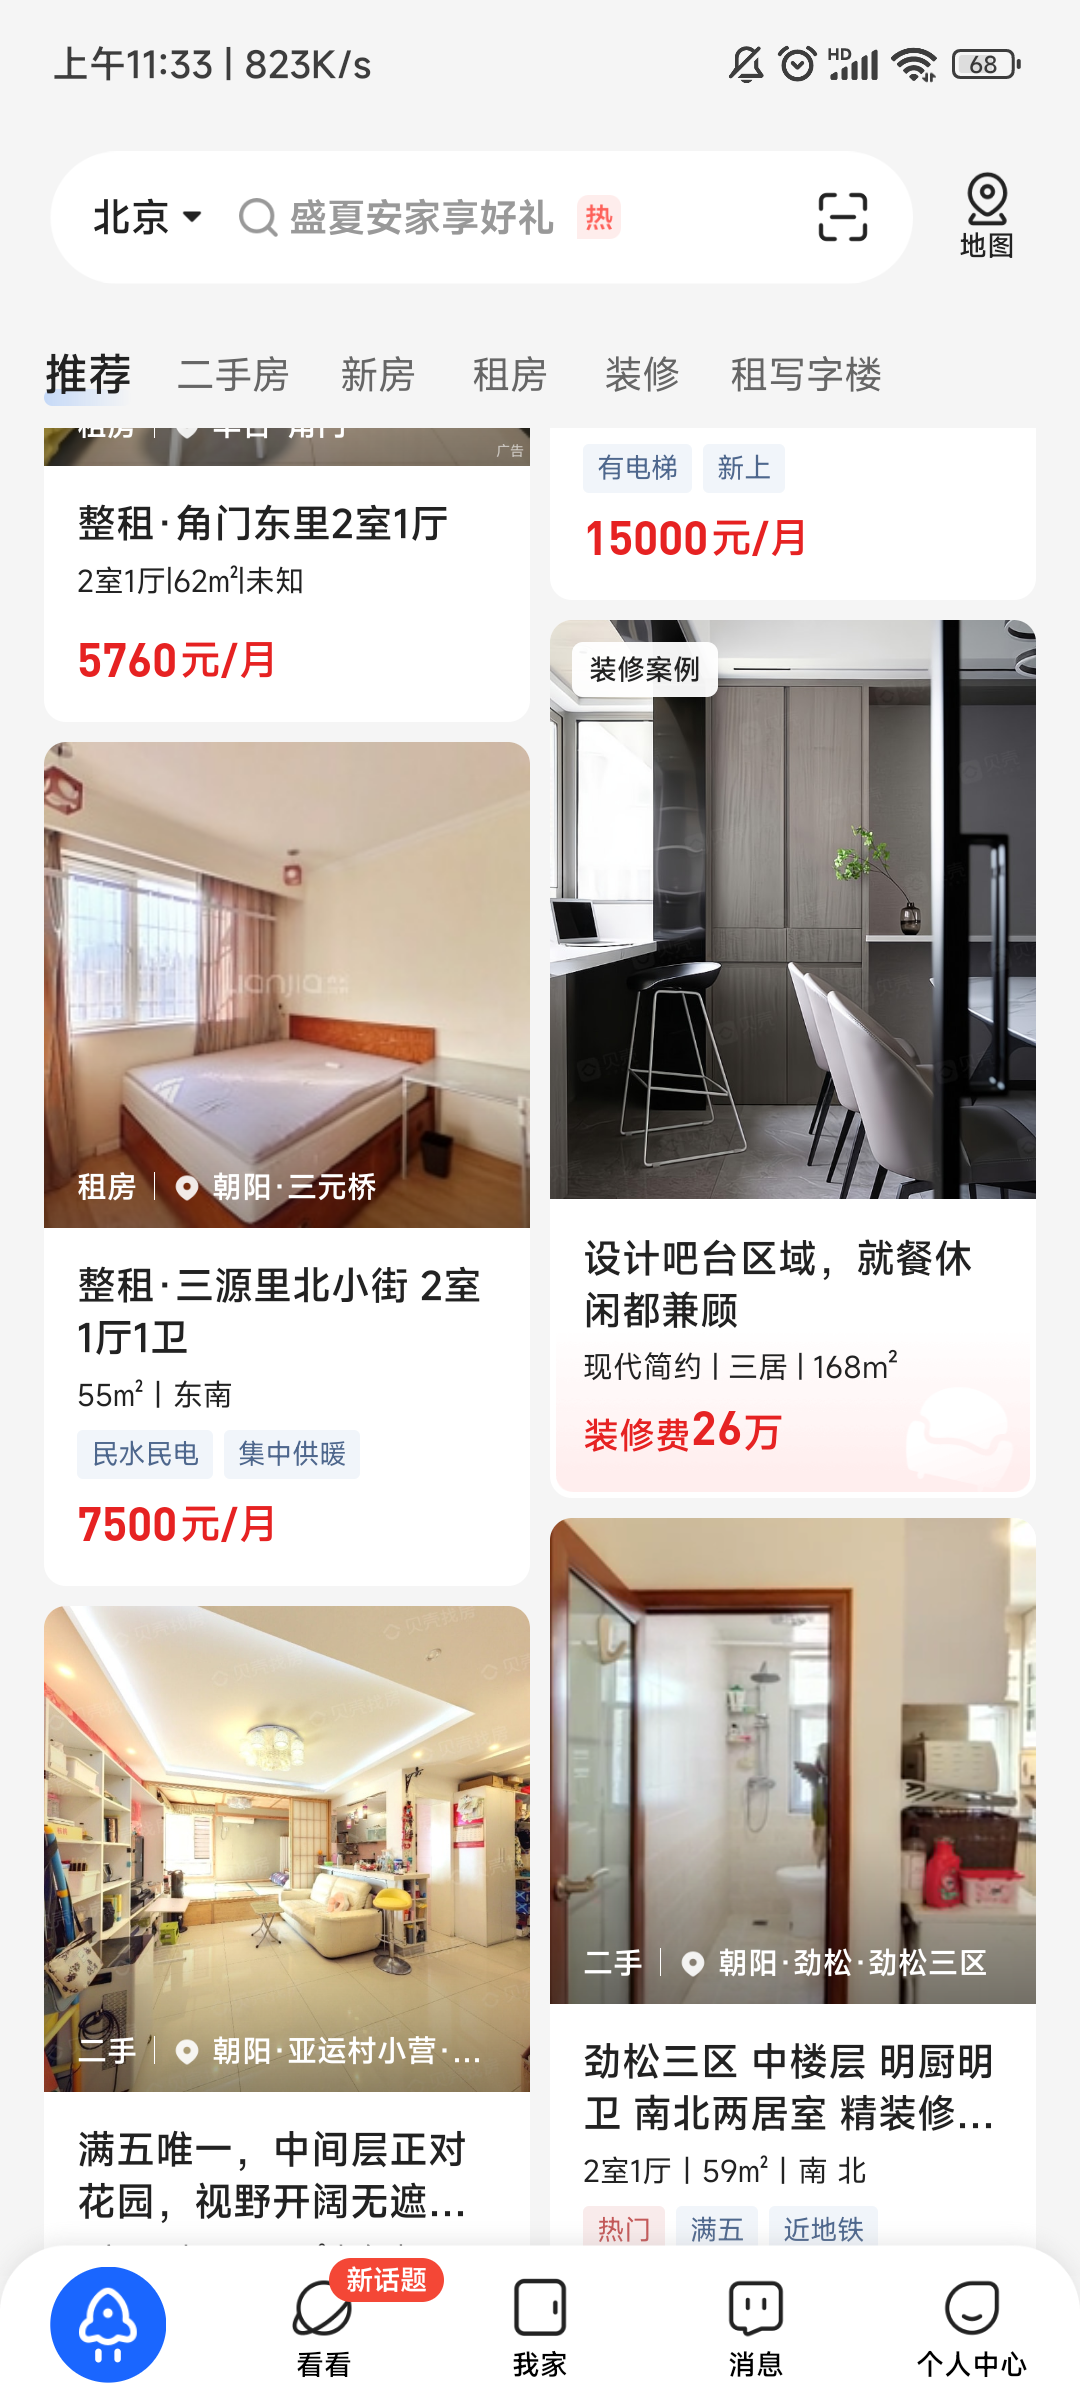 上午11:33 | 823K/s
HD
68
北京
盛夏安家享好礼 热
地图
推荐 二手房 新房 租房 装修 租写字楼
租房 | 丰台·角门
广告
整租·角门东里2室1厅
2室1厅|62m²|未知
5760元/月
有电梯 新上
15000元/月
装修案例
设计吧台区域，就餐休
闲都兼顾
现代简约 | 三居 | 168m²
装修费26万
Lianjia
租房 | 朝阳·三元桥
整租·三源里北小街 2室
1厅1卫
55m² | 东南
民水民电 集中供暖
7500元/月
二手 | 朝阳·劲松·劲松三区
劲松三区 中楼层 明厨明
卫 南北两居室 精装修...
2室1厅 | 59m² | 南 北
热门 满五 近地铁
二手 | 朝阳·亚运村小营·...
满五唯一，中间层正对
花园，视野开阔无遮...
新话题
看看
我家
消息
个人中心